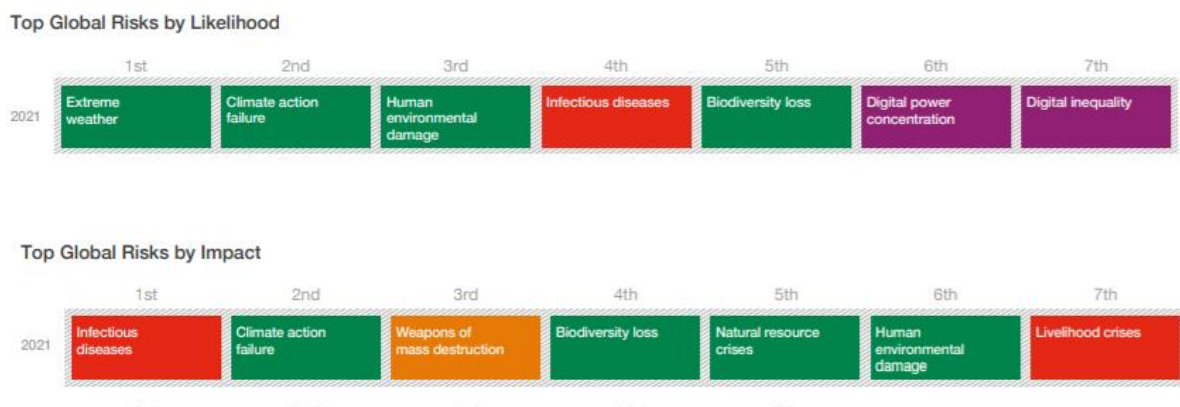 Top Global Risks by Likelihood
1st 2nd 3rd 4th 5th 6th 7th
2021
Extreme
weather
Climate action
failure
Human
environmental
damage
Infectious diseases
Biodiversity loss
Digital power
concentration
Digital inequality
Top Global Risks by Impact
1st 2nd 3rd 4th 5th 6th 7th
2021
Infectious
diseases
Climate action
failure
Weapons of
mass destruction
Biodiversity loss
Natural resource
crises
Human
environmental
damage
Livelihood crises